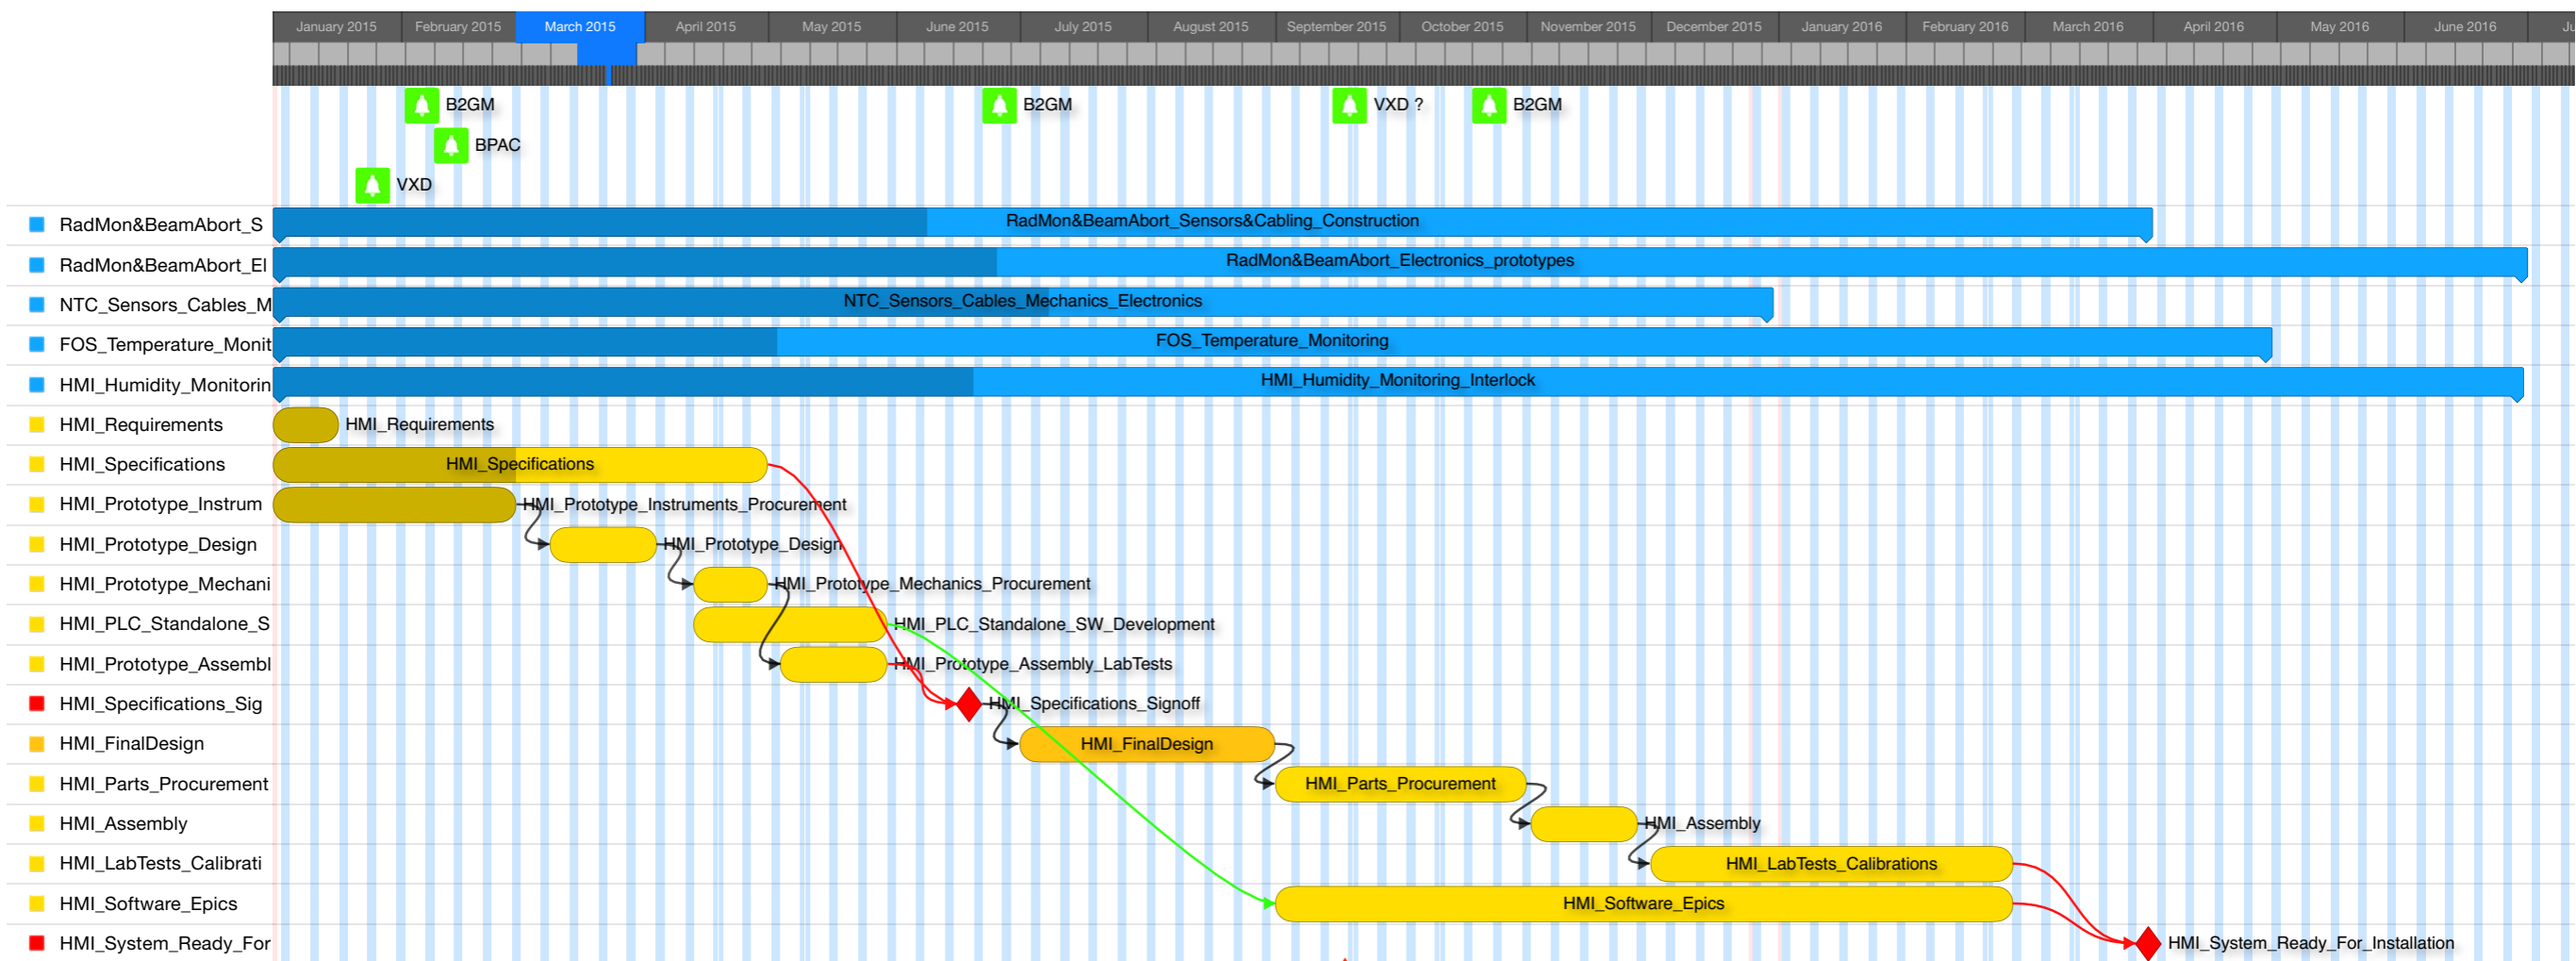 January 2015 February 2015 March 2015 April 2015 May 2015 June 2015 July 2015 August 2015 September 2015 October 2015 November 2015 December 2015 January 2016 February 2016 March 2016 April 2016 May 2016 June 2016 Ju
B2GM B2GM VXD ? B2GM
BPAC
VXD
RadMon&BeamAbort_S RadMon&BeamAbort_Sensors&Cabling_Construction
RadMon&BeamAbort_El RadMon&BeamAbort_Electronics_prototypes
NTC_Sensors_Cables_M NTC_Sensors_Cables_Mechanics_Electronics
FOS_Temperature_Monit FOS_Temperature_Monitoring
HMI_Humidity_Monitorin HMI_Humidity_Monitoring_Interlock
HMI_Requirements HMI_Requirements
HMI_Specifications HMI_Specifications
HMI_Prototype_Instrum HMI_Prototype_Instruments_Procurement
HMI_Prototype_Design HMI_Prototype_Design
HMI_Prototype_Mechani HMI_Prototype_Mechanics_Procurement
HMI_PLC_Standalone_S HMI_PLC_Standalone_SW_Development
HMI_Prototype_Assembl HMI_Prototype_Assembly_LabTests
HMI_Specifications_Sig HMI_Specifications_Signoff
HMI_FinalDesign HMI_FinalDesign
HMI_Parts_Procurement HMI_Parts_Procurement
HMI_Assembly HMI_Assembly
HMI_LabTests_Calibrati HMI_LabTests_Calibrations
HMI_Software_Epics HMI_Software_Epics
HMI_System_Ready_For HMI_System_Ready_For_Installation